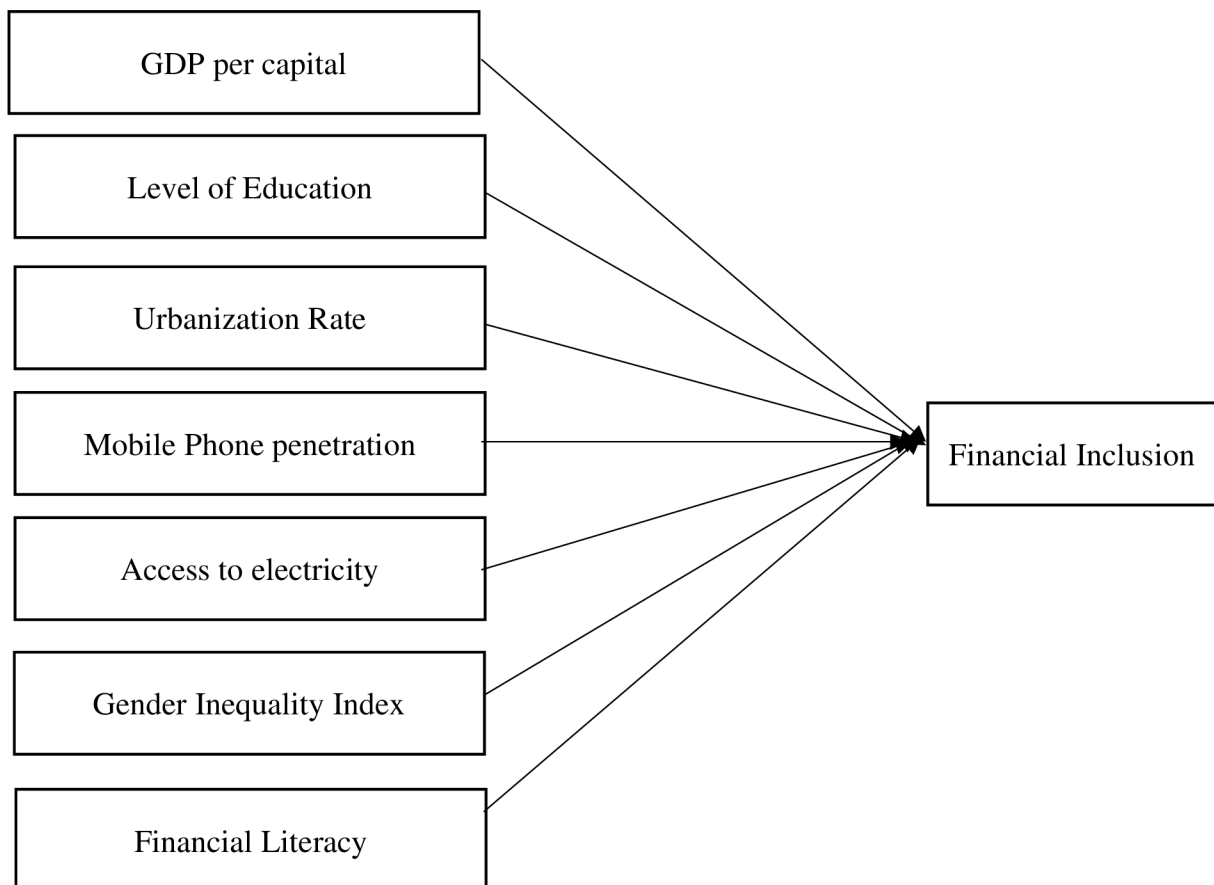 GDP per capital
Level of Education
Urbanization Rate
Mobile Phone penetration
Access to electricity
Gender Inequality Index
Financial Literacy
Financial Inclusion